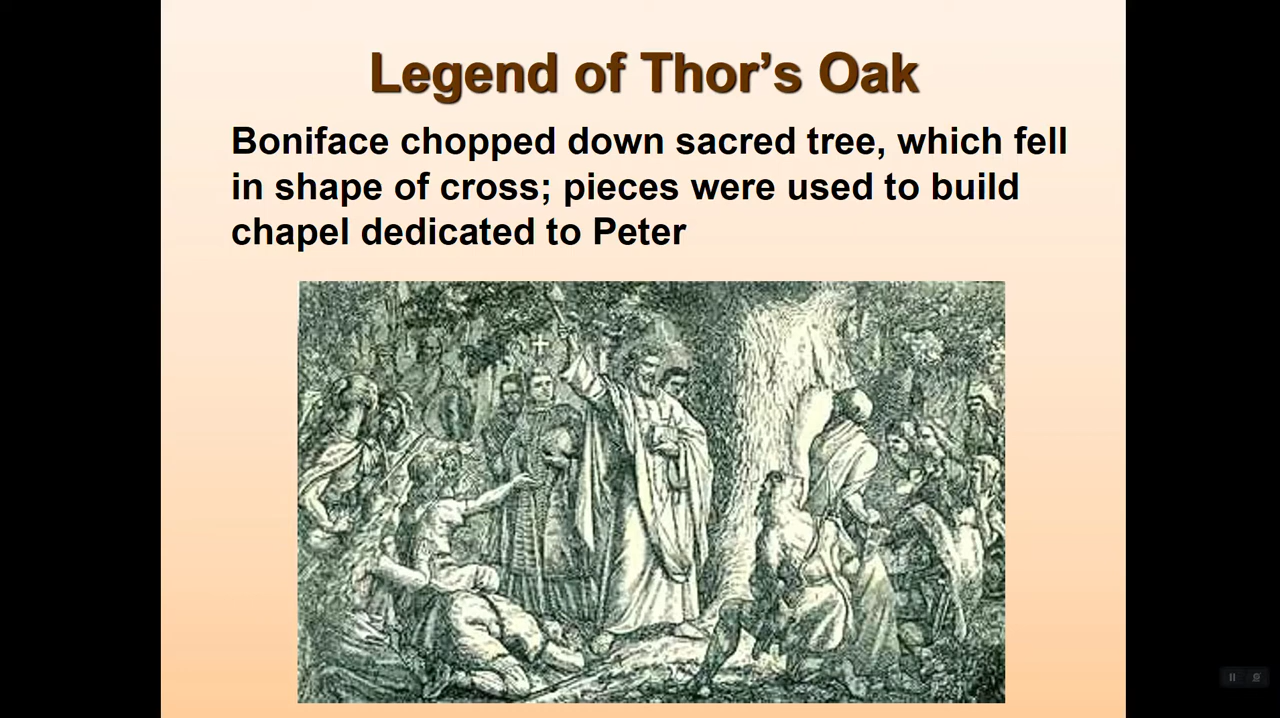 Legend of Thor’s Oak
Boniface chopped down sacred tree, which fell
in shape of cross; pieces were used to build
chapel dedicated to Peter